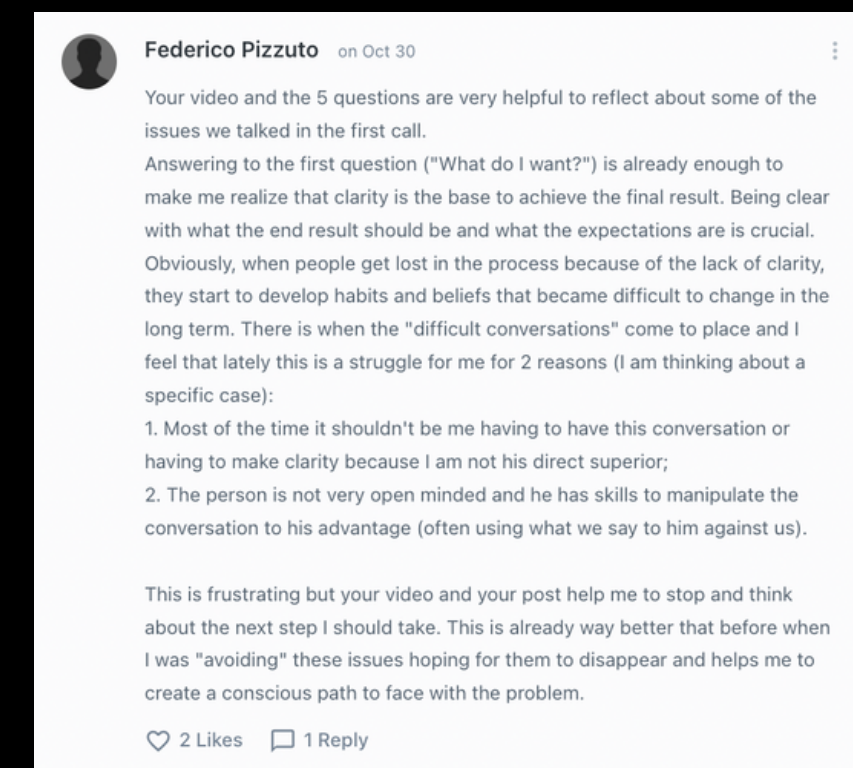 Federico Pizzuto on Oct 30
Your video and the 5 questions are very helpful to reflect about some of the
issues we talked in the first call.
Answering to the first question ("What do I want?") is already enough to
make me realize that clarity is the base to achieve the final result. Being clear
with what the end result should be and what the expectations are is crucial.
Obviously, when people get lost in the process because of the lack of clarity,
they start to develop habits and beliefs that became difficult to change in the
long term. There is when the "difficult conversations" come to place and I
feel that lately this is a struggle for me for 2 reasons (I am thinking about a
specific case):
1. Most of the time it shouldn't be me having to have this conversation or
having to make clarity because I am not his direct superior;
2. The person is not very open minded and he has skills to manipulate the
conversation to his advantage (often using what we say to him against us).
This is frustrating but your video and your post help me to stop and think
about the next step I should take. This is already way better that before when
I was "avoiding" these issues hoping for them to disappear and helps me to
create a conscious path to face with the problem.
2 Likes 1 Reply